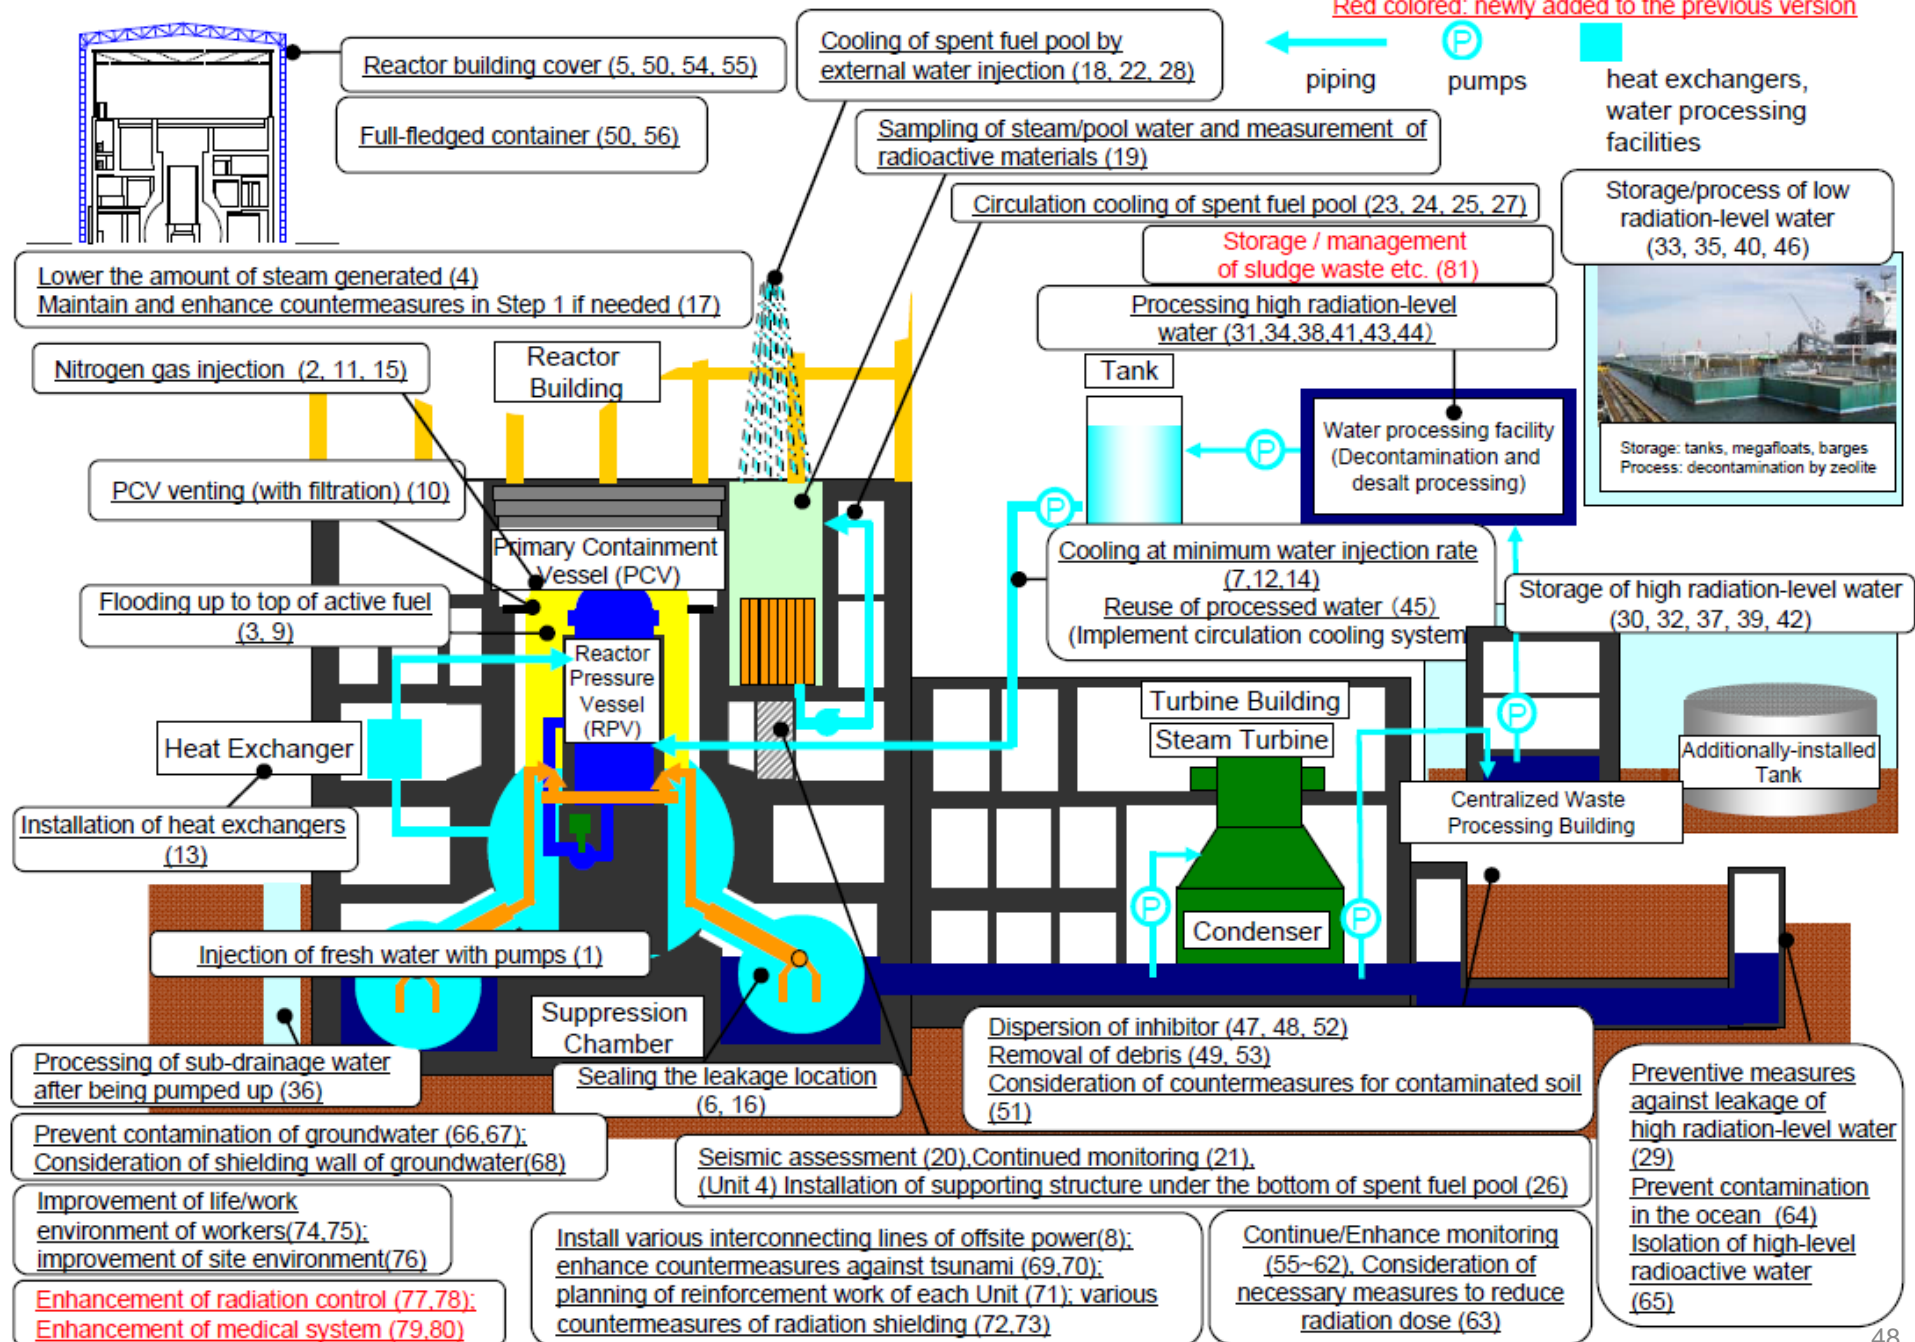 Red colored: newly added to the previous version
piping
P
pumps
heat exchangers,
water processing
facilities
Reactor building cover (5, 50, 54, 55)
Full-fledged container (50, 56)
Cooling of spent fuel pool by
external water injection (18, 22, 28)
Sampling of steam/pool water and measurement of
radioactive materials (19)
Circulation cooling of spent fuel pool (23, 24, 25, 27)
Storage / management
of sludge waste etc. (81)
Storage/process of low
radiation-level water
(33, 35, 40, 46)
Lower the amount of steam generated (4)
Maintain and enhance countermeasures in Step 1 if needed (17)
Processing high radiation-level
water (31,34,38,41,43,44)
Nitrogen gas injection (2, 11, 15)
Reactor
Building
Tank
Water processing facility
(Decontamination and
desalt processing)
P
P
Storage: tanks, megafloats, barges
Process: decontamination by zeolite
PCV venting (with filtration) (10)
Primary Containment
Vessel (PCV)
Cooling at minimum water injection rate
(7,12,14)
Reuse of processed water (45)
(Implement circulation cooling system
Storage of high radiation-level water
(30, 32, 37, 39, 42)
Flooding up to top of active fuel
(3, 9)
Reactor
Pressure
Vessel
(RPV)
Turbine Building
Steam Turbine
P
Heat Exchanger
Additionally-installed
Tank
Centralized Waste
Processing Building
Installation of heat exchangers
(13)
P
P
Condenser
Injection of fresh water with pumps (1)
Suppression
Chamber
Dispersion of inhibitor (47, 48, 52)
Removal of debris (49, 53)
Consideration of countermeasures for contaminated soil
(51)
Processing of sub-drainage water
after being pumped up (36)
Sealing the leakage location
(6, 16)
Preventive measures
against leakage of
high radiation-level water
(29)
Prevent contamination
in the ocean (64)
Isolation of high-level
radioactive water
(65)
Prevent contamination of groundwater (66,67);
Consideration of shielding wall of groundwater(68)
Seismic assessment (20),Continued monitoring (21),
(Unit 4) Installation of supporting structure under the bottom of spent fuel pool (26)
Improvement of life/work
environment of workers(74,75);
improvement of site environment(76)
Install various interconnecting lines of offsite power(8);
enhance countermeasures against tsunami (69,70);
planning of reinforcement work of each Unit (71); various
countermeasures of radiation shielding (72,73)
Continue/Enhance monitoring
(55~62), Consideration of
necessary measures to reduce
radiation dose (63)
Enhancement of radiation control (77,78);
Enhancement of medical system (79,80)
48